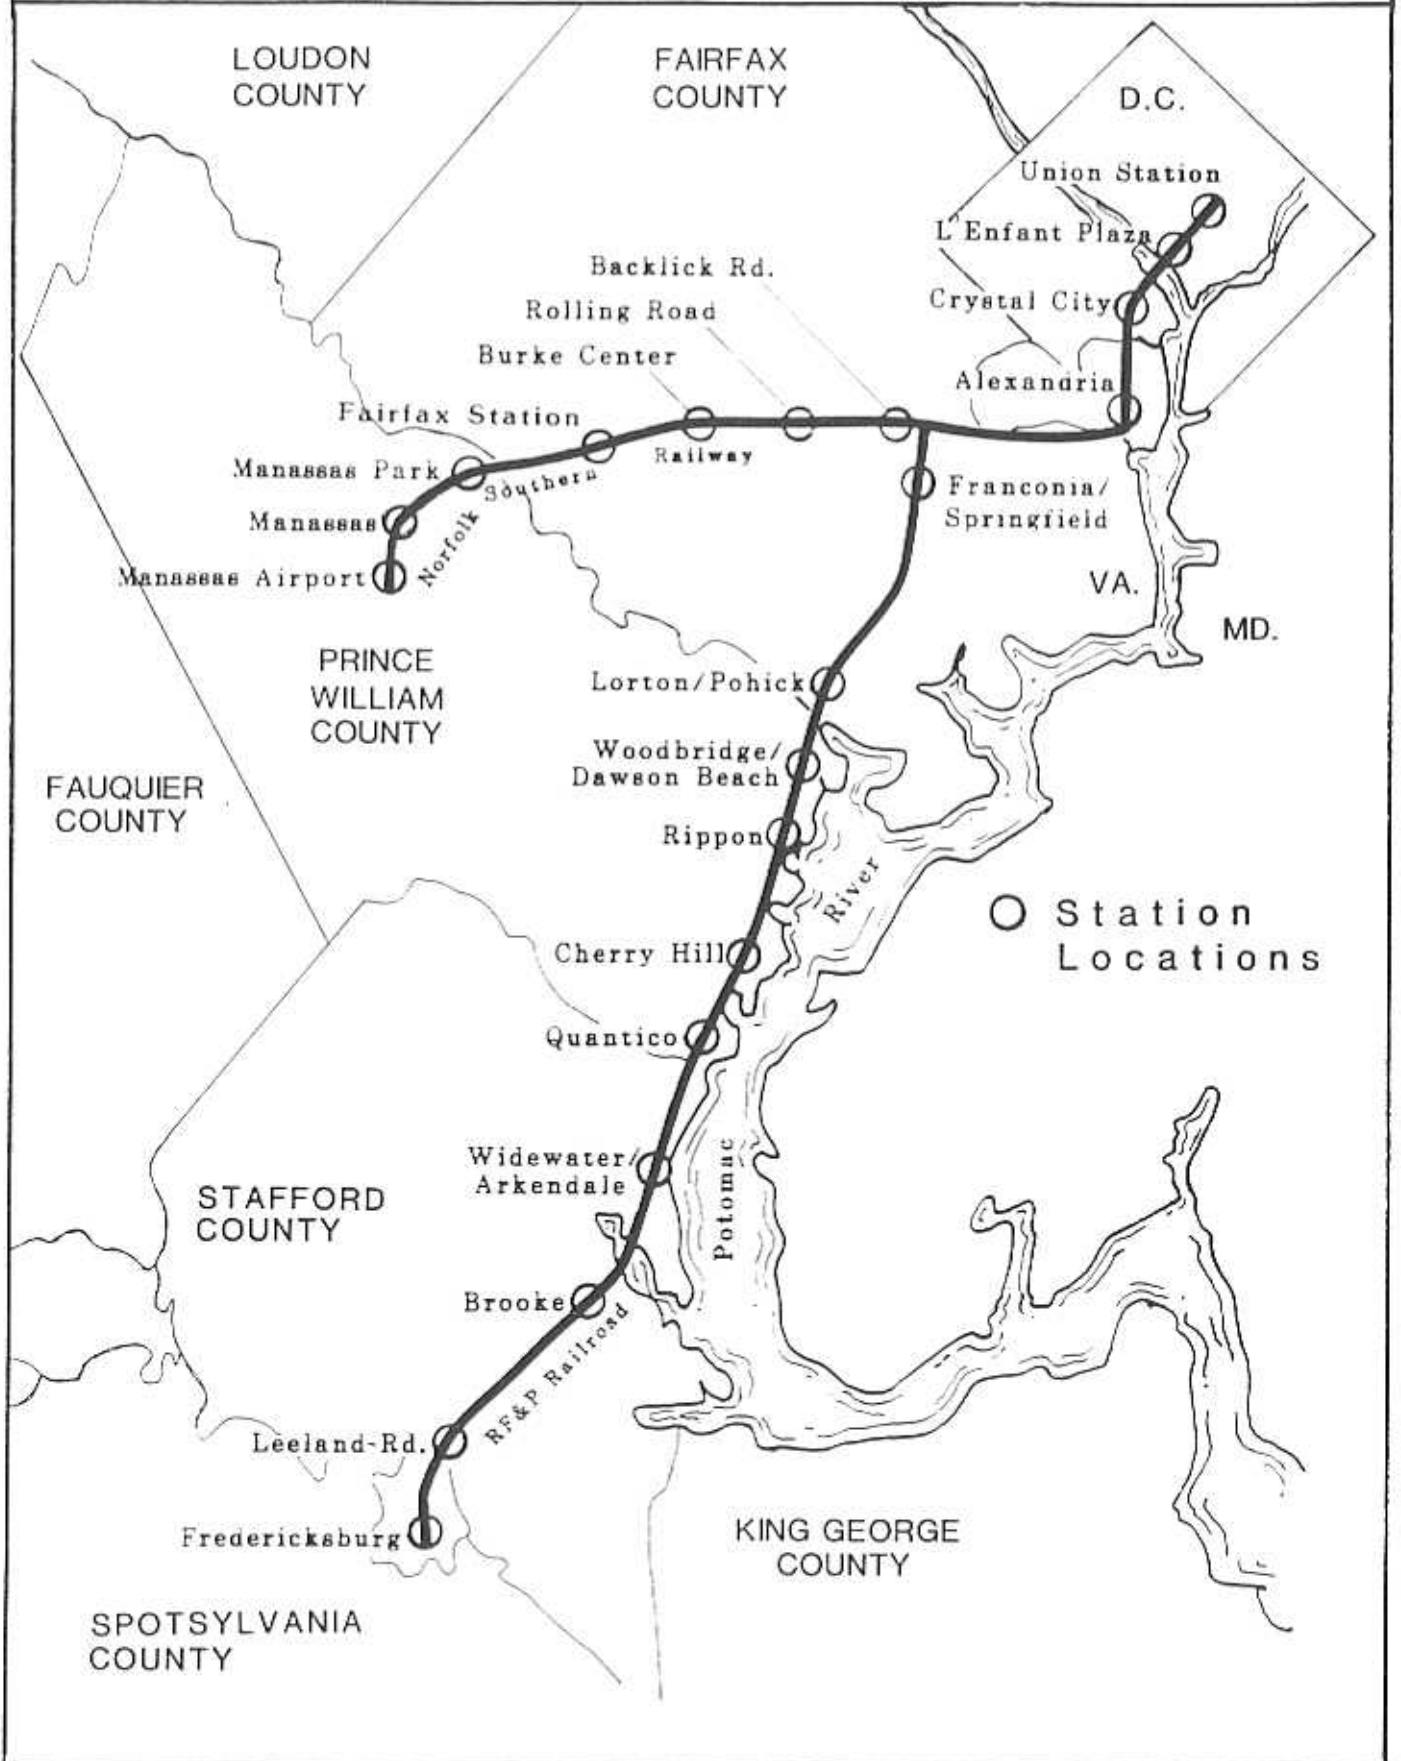 LOUDON
COUNTY
FAIRFAX
COUNTY
D.C.
Union Station
L'Enfant Plaza
Backlick Rd.
Crystal City
Rolling Road
Burke Center
Alexandria
Fairfax Station
Railway
Manassas Park
Southern
Franconia/
Springfield
Manassas
Norfolk
Manassas Airport
VA.
MD.
PRINCE
WILLIAM
COUNTY
Lorton/Pohick
Woodbridge/
Dawson Beach
FAUQUIER
COUNTY
Rippon
River
Station
Locations
Cherry Hill
Quantico
Widewater/
Arkendale
Potomac
STAFFORD
COUNTY
Brooke
RF&P Railroad
Leeland-Rd.
Fredericksburg
KING GEORGE
COUNTY
SPOTSYLVANIA
COUNTY